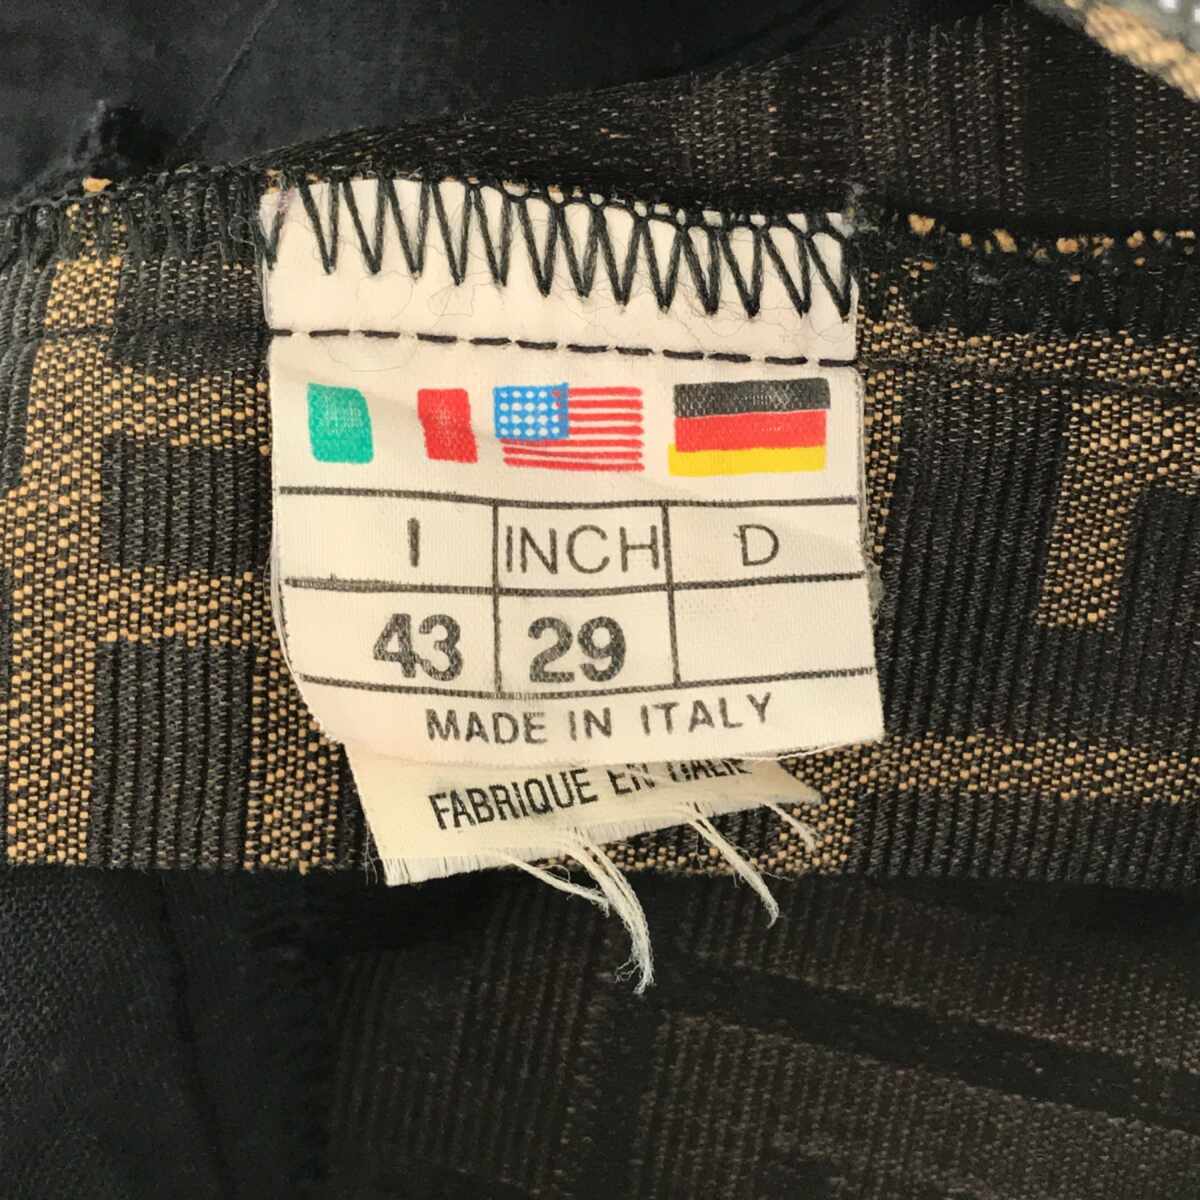 I INCH D
43 29
MADE IN ITALY
FABRIQUE EN ITALIE